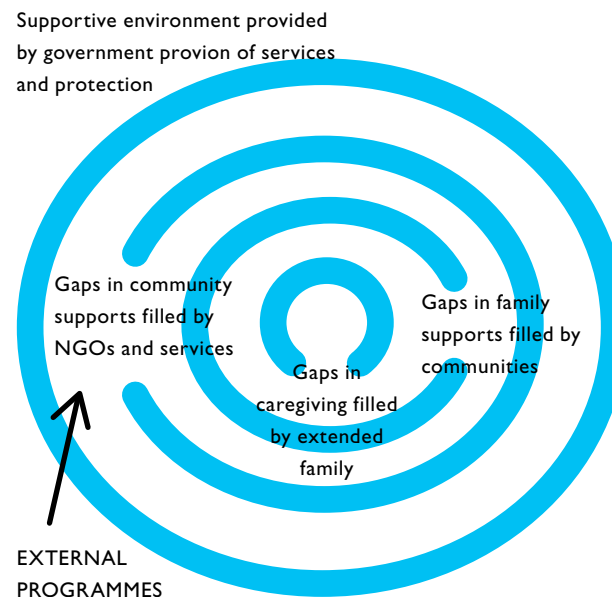 Supportive environment provided
by government provion of services
and protection
Gaps in community
supports filled by
NGOs and services
Gaps in family
supports filled by
communities
Gaps in
caregiving filled
by extended
family
EXTERNAL
PROGRAMMES